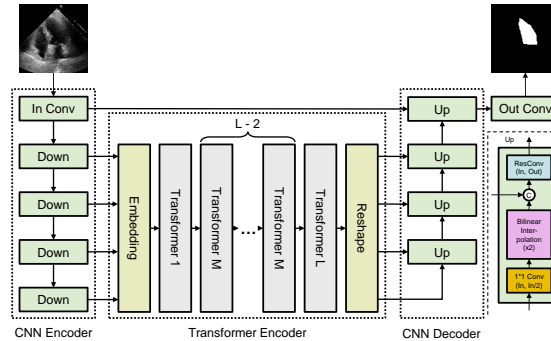 In Conv
Down
Down
Down
Down
CNN Encoder
L - 2
Embedding
Transformer 1
Transformer M
...
Transformer M
Transformer L
Reshape
Transformer Encoder
Up
Up
Up
Up
CNN Decoder
Out Conv
Up
ResConv
(In, Out)
C
Bilinear
Inter-
polation
(x2)
1*1 Conv
(In, In/2)